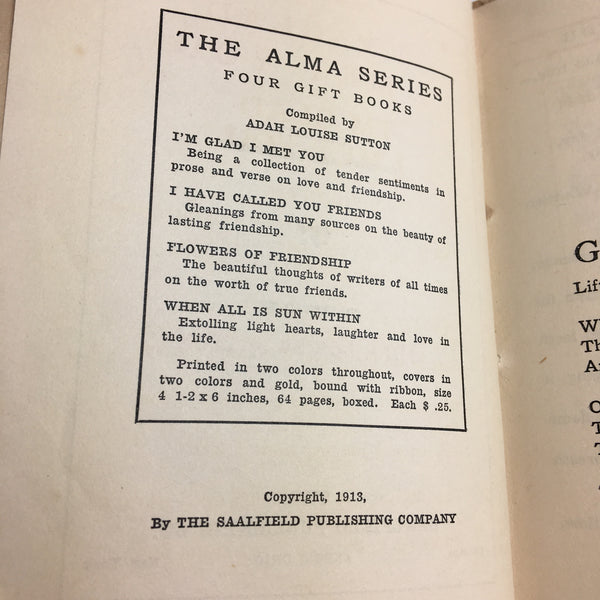 THE ALMA SERIES
FOUR GIFT BOOKS
Compiled by
ADAH LOUISE SUTTON
I'M GLAD I MET YOU
Being a collection of tender sentiments in
prose and verse on love and friendship.
I HAVE CALLED YOU FRIENDS
Gleanings from many sources on the beauty of
lasting friendship.
FLOWERS OF FRIENDSHIP
The beautiful thoughts of writers of all times
on the worth of true friends.
WHEN ALL IS SUN WITHIN
Extolling light hearts, laughter and love in
the life.
Printed in two colors throughout, covers in
two colors and gold, bound with ribbon, size
4 1-2 x 6 inches, 64 pages, boxed. Each $ .25.
Copyright, 1913,
By THE SAALFIELD PUBLISHING COMPANY